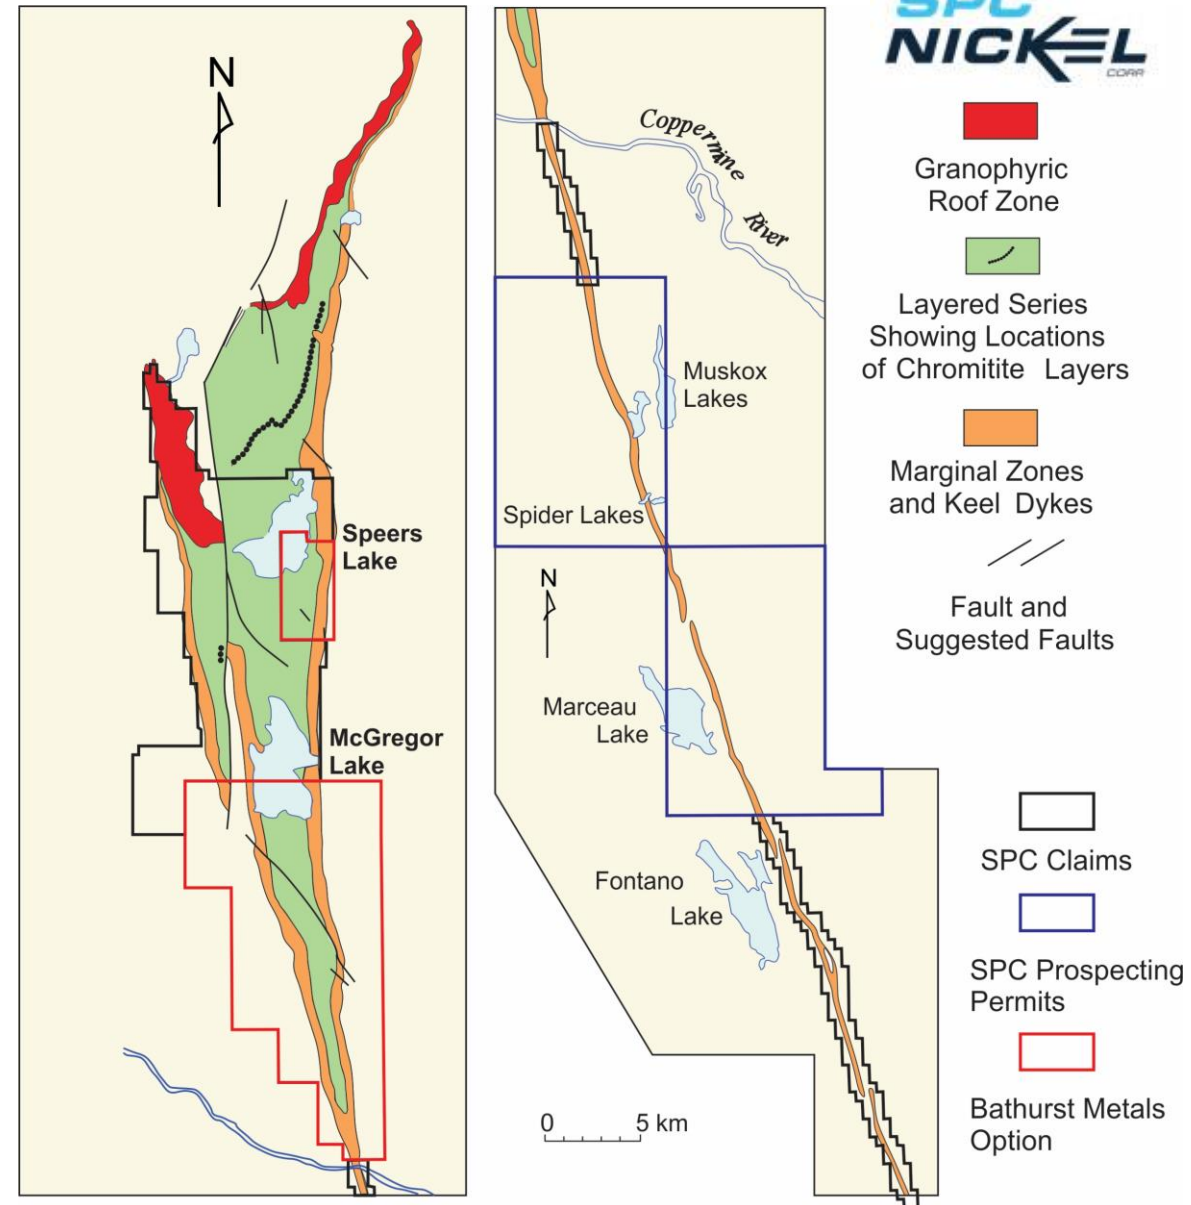 SPC
NICKEL
CORP
N
Coppermine
River
Granophyric
Roof Zone
Layered Series
Showing Locations
of Chromitite Layers
Muskox
Lakes
Marginal Zones
and Keel Dykes
Spider Lakes
Speers
Lake
N
Fault and
Suggested Faults
Marceau
Lake
McGregor
Lake
SPC Claims
Fontano
Lake
SPC Prospecting
Permits
0 5 km
Bathurst Metals
Option